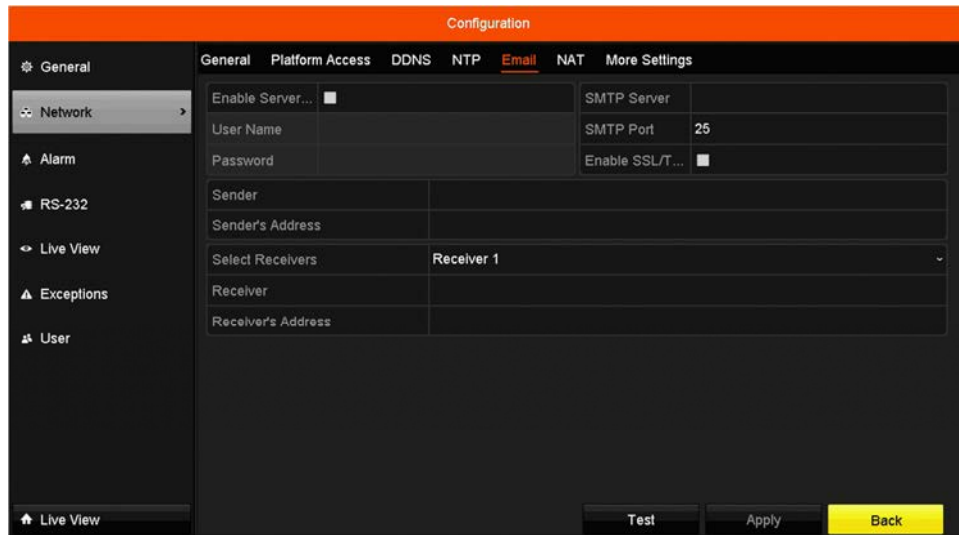 Configuration
General
Network
Alarm
RS-232
Live View
Exceptions
User
Live View
General Platform Access DDNS NTP Email NAT More Settings
Enable Server...
User Name
Password
SMTP Server
SMTP Port 25
Enable SSL/T...
Sender
Sender's Address
Select Receivers Receiver 1
Receiver
Receiver's Address
Test Apply Back